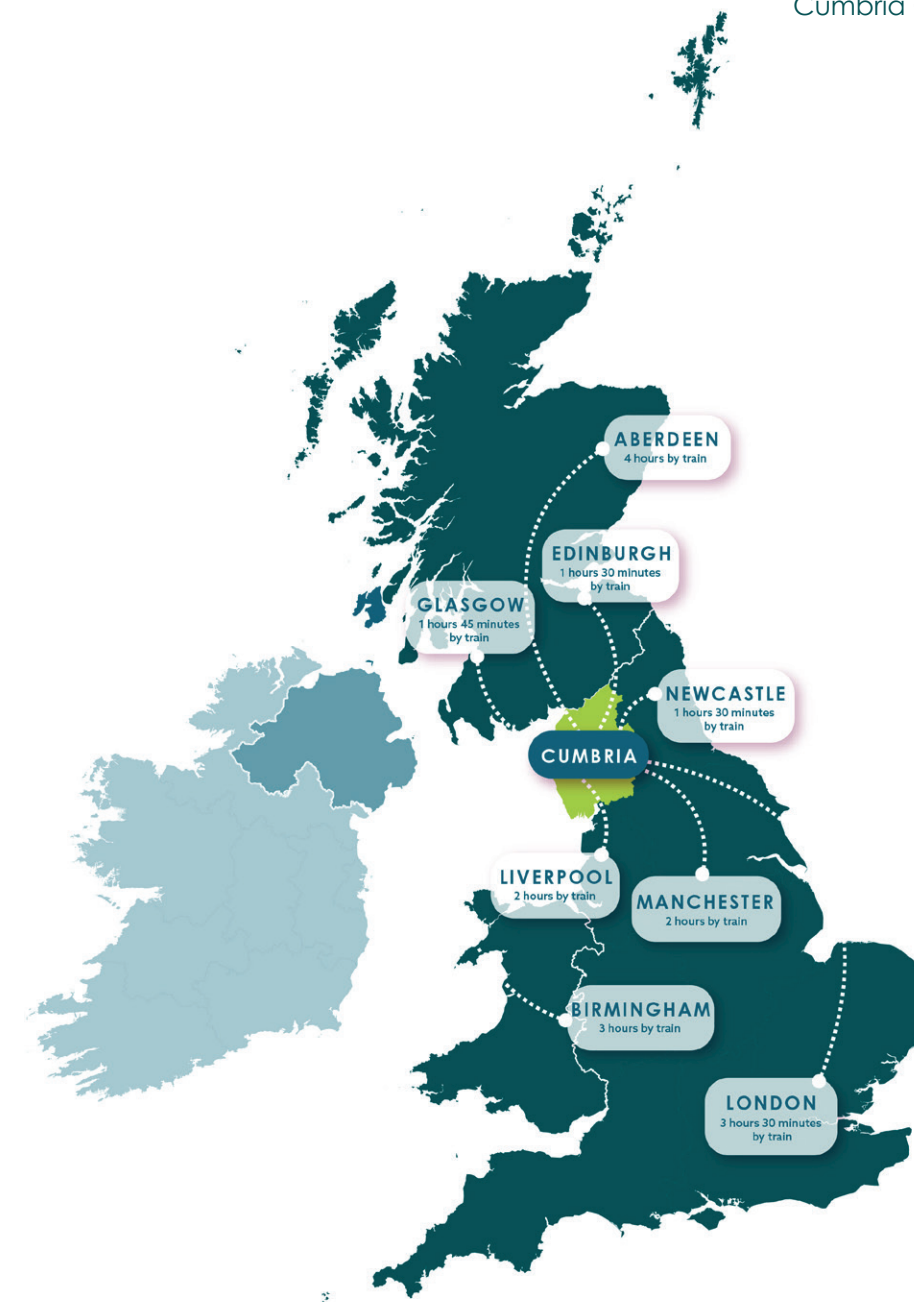 Cumbria
ABERDEEN
4 hours by train
EDINBURGH
1 hours 30 minutes
by train
GLASGOW
1 hours 45 minutes
by train
NEWCASTLE
1 hours 30 minutes
by train
CUMBRIA
LIVERPOOL
2 hours by train
MANCHESTER
2 hours by train
BIRMINGHAM
3 hours by train
LONDON
3 hours 30 minutes
by train